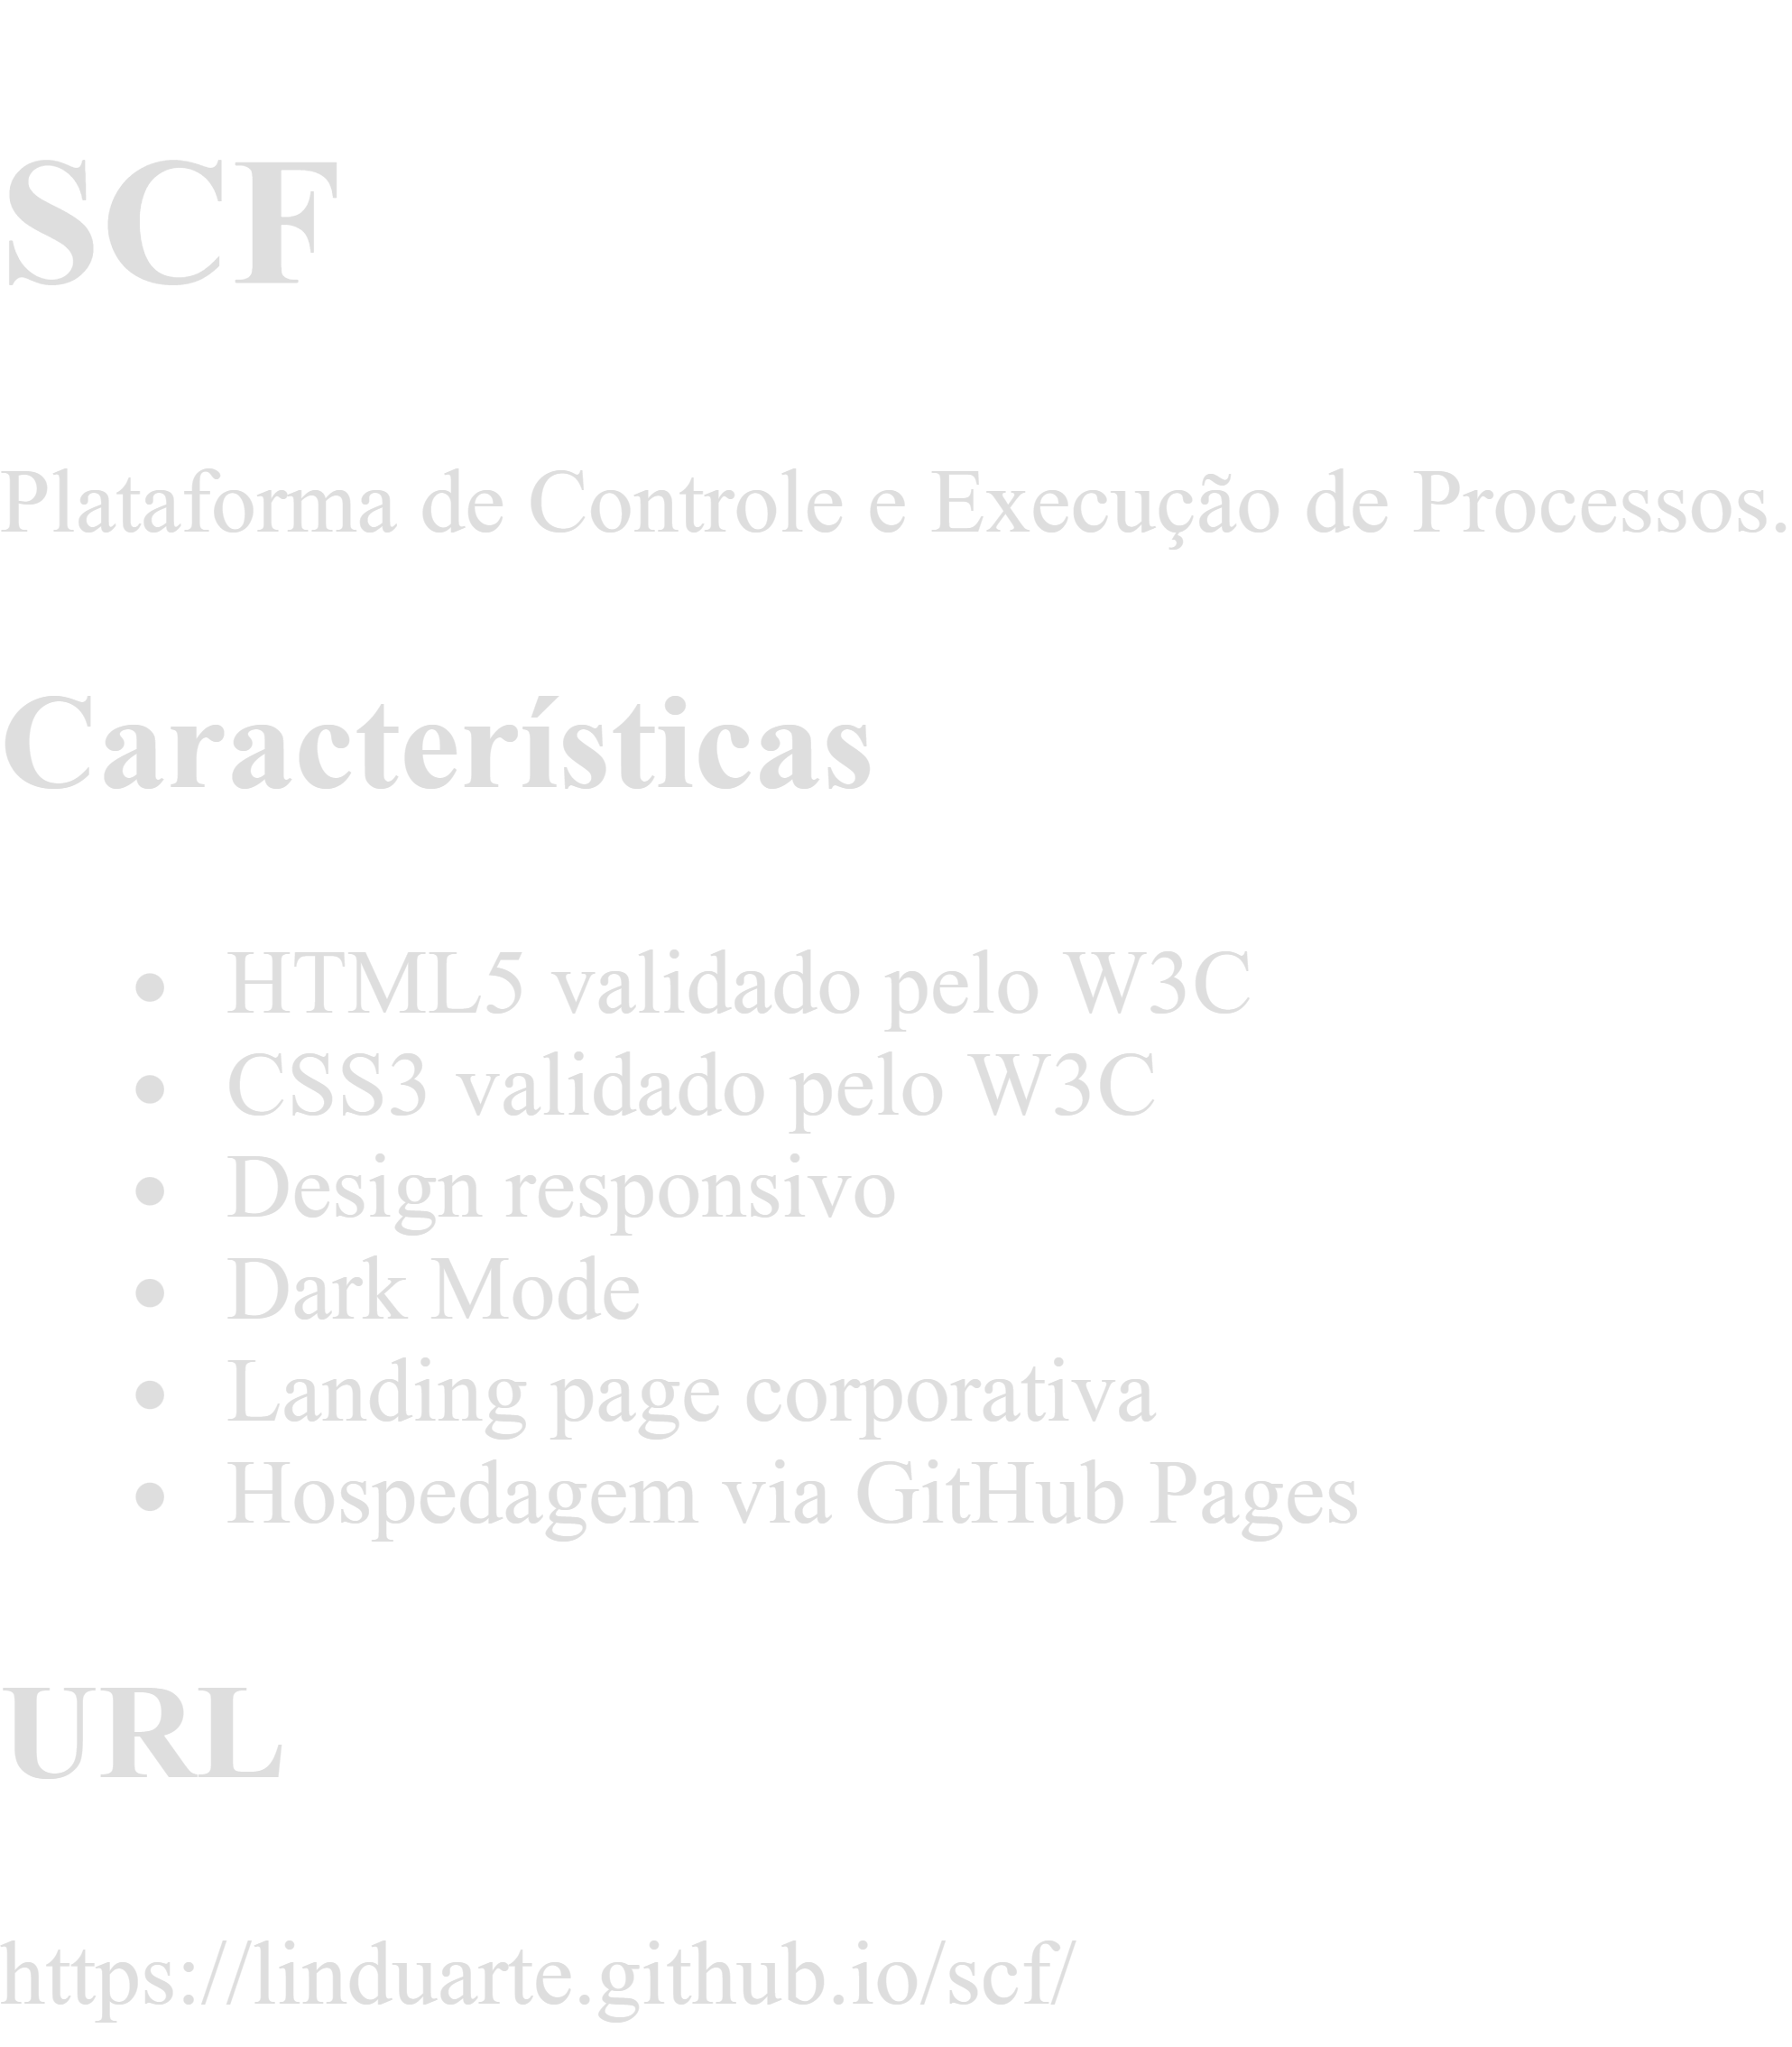 SCF
Plataforma de Controle e Execução de Processos.
Características
• HTML5 validado pelo W3C
• CSS3 validado pelo W3C
• Design responsivo
• Dark Mode
• Landing page corporativa
• Hospedagem via GitHub Pages
URL
https://linduarte.github.io/scf/